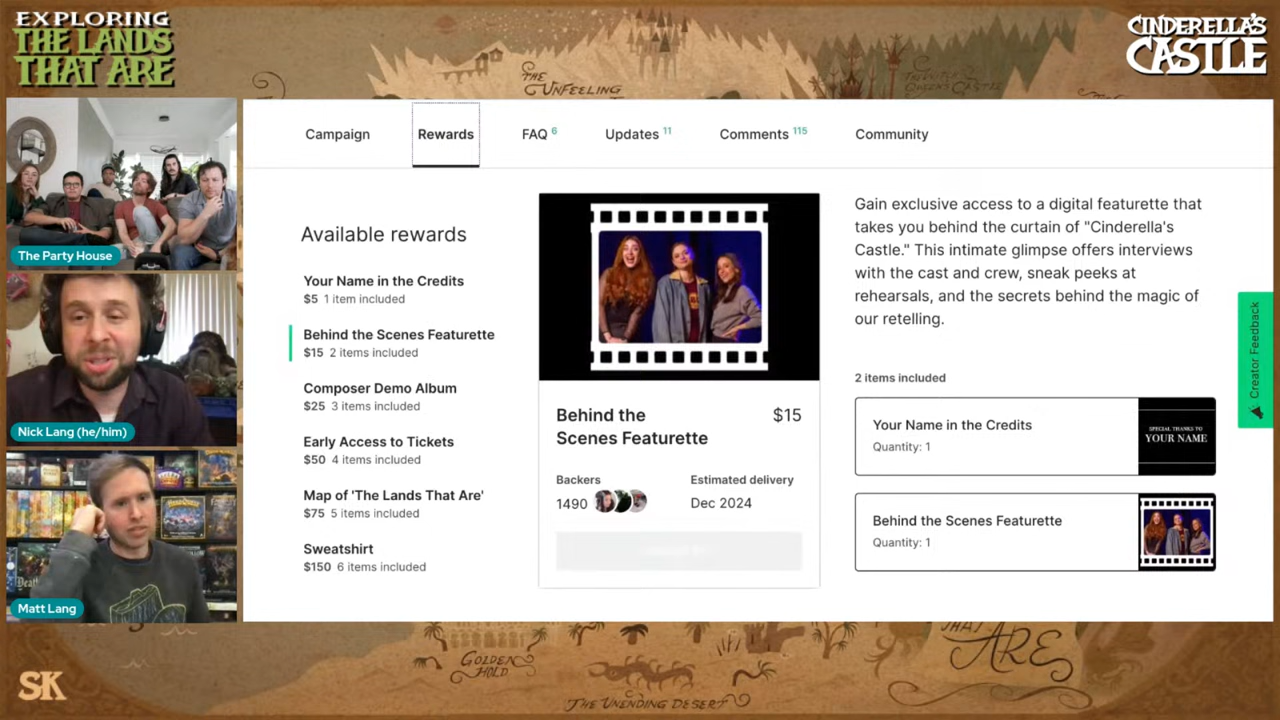 EXPLORING
THE LANDS
THAT ARE
CINDERELLA'S
CASTLE
THE
UNFEELING
Campaign
Rewards
FAQ 6
Updates 11
Comments 115
Community
The Party House
Nick Lang (he/him)
Matt Lang
Available rewards
Your Name in the Credits
$5 1 item included
Behind the Scenes Featurette
$15 2 items included
Composer Demo Album
$25 3 items included
Early Access to Tickets
$50 4 items included
Map of 'The Lands That Are'
$75 5 items included
Sweatshirt
$150 6 items included
Behind the
Scenes Featurette
$15
Backers
1490
Estimated delivery
Dec 2024
Gain exclusive access to a digital featurette that
takes you behind the curtain of "Cinderella's
Castle." This intimate glimpse offers interviews
with the cast and crew, sneak peeks at
rehearsals, and the secrets behind the magic of
our retelling.
2 items included
Your Name in the Credits
Quantity: 1
SPECIAL THANKS TO
YOUR NAME
Behind the Scenes Featurette
Quantity: 1
Creator Feedback
SK
GOLDEN
HOLD
THE UNENDING DESERT
THAT
ARE